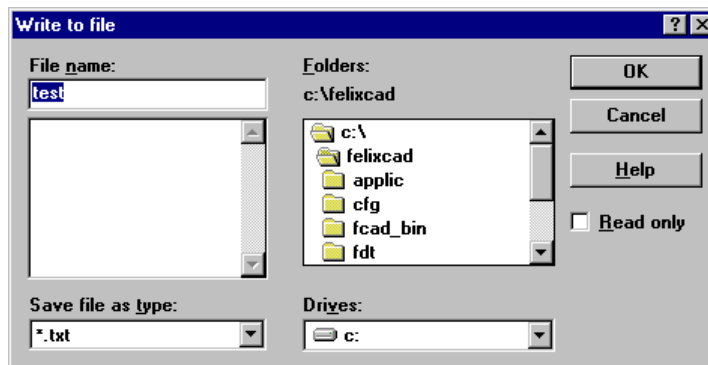 Write to file
File name:
test
Save file as type:
*.txt
Folders:
c:\felixcad
c:\
felixcad
applic
cfg
fcad_bin
fdt
Drives:
c:
OK
Cancel
Help
Read only